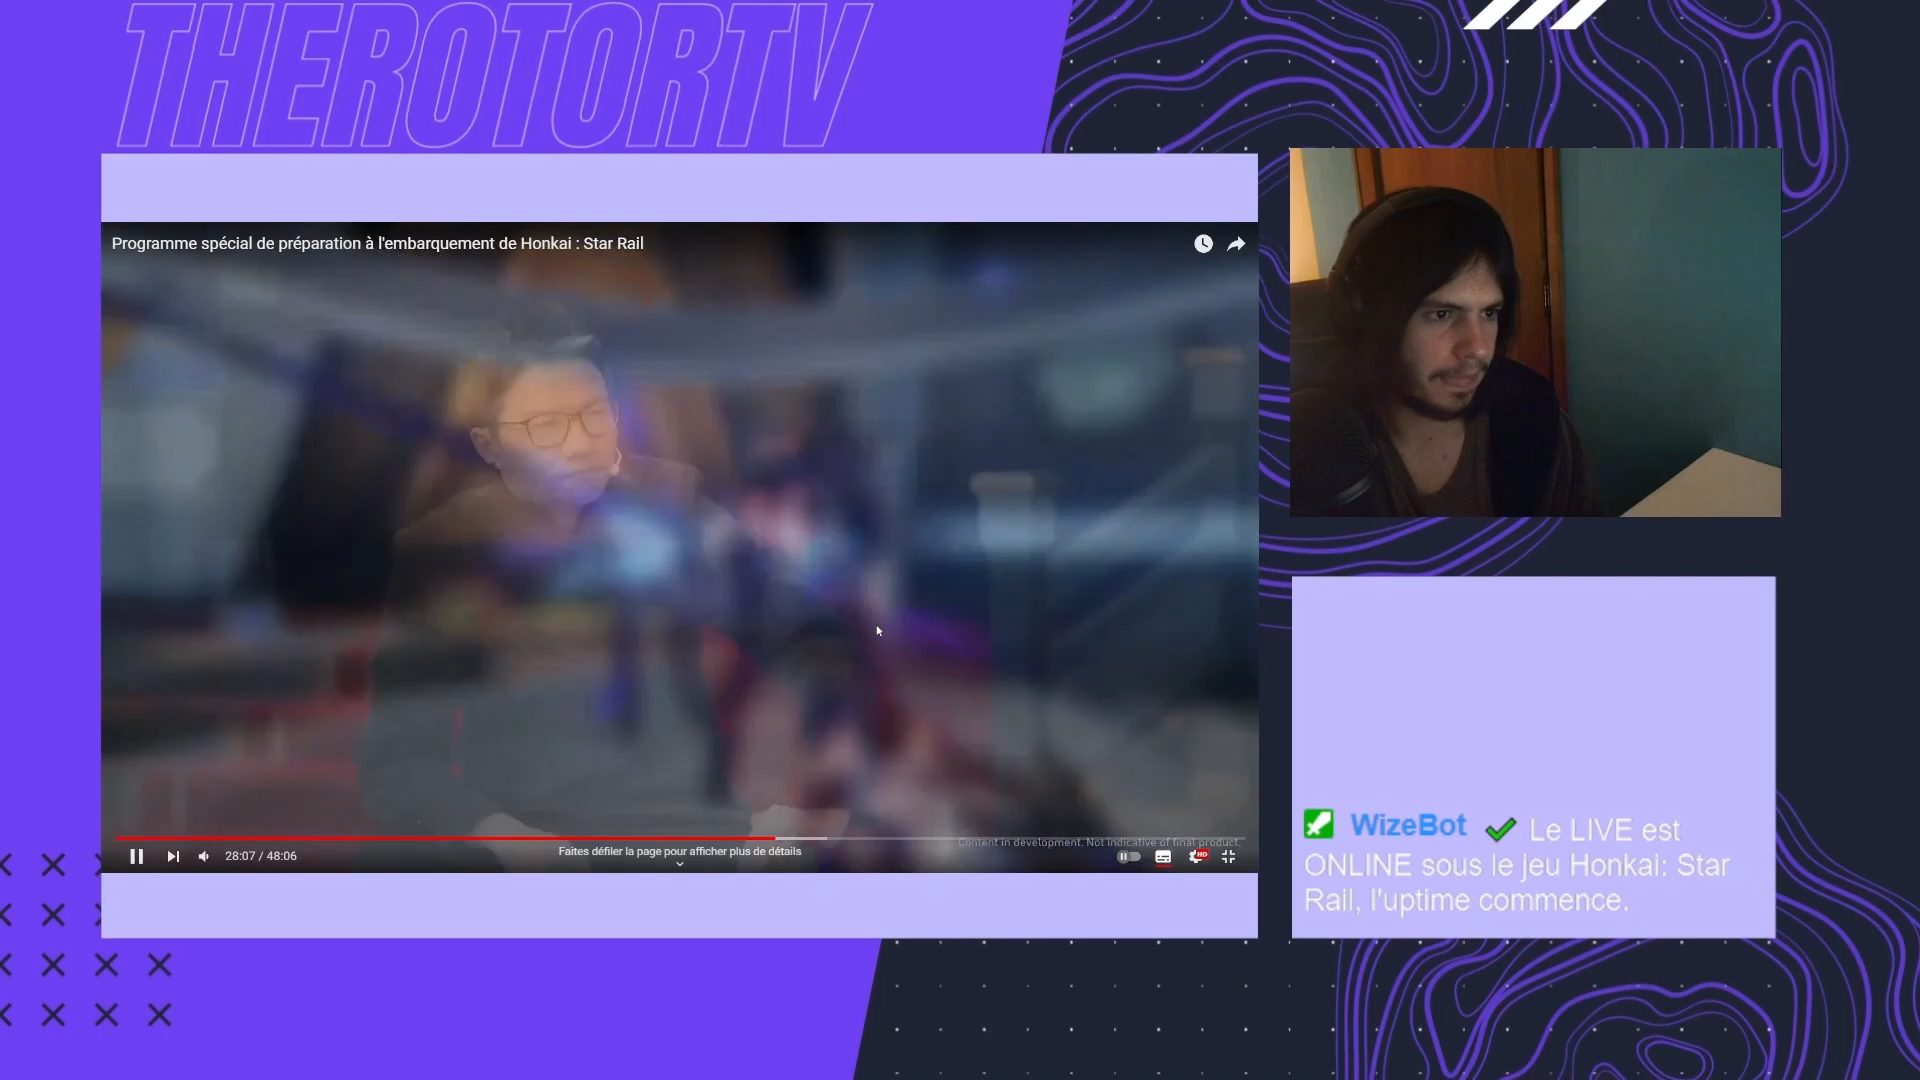 THEROTORTV
Programme spécial de préparation à l'embarquement de Honkai : Star Rail
Content in development. Not indicative of final product.
28:07 / 48:06
Faites défiler la page pour afficher plus de détails
HD
WizeBot Le LIVE est
ONLINE sous le jeu Honkai: Star
Rail, l'uptime commence.